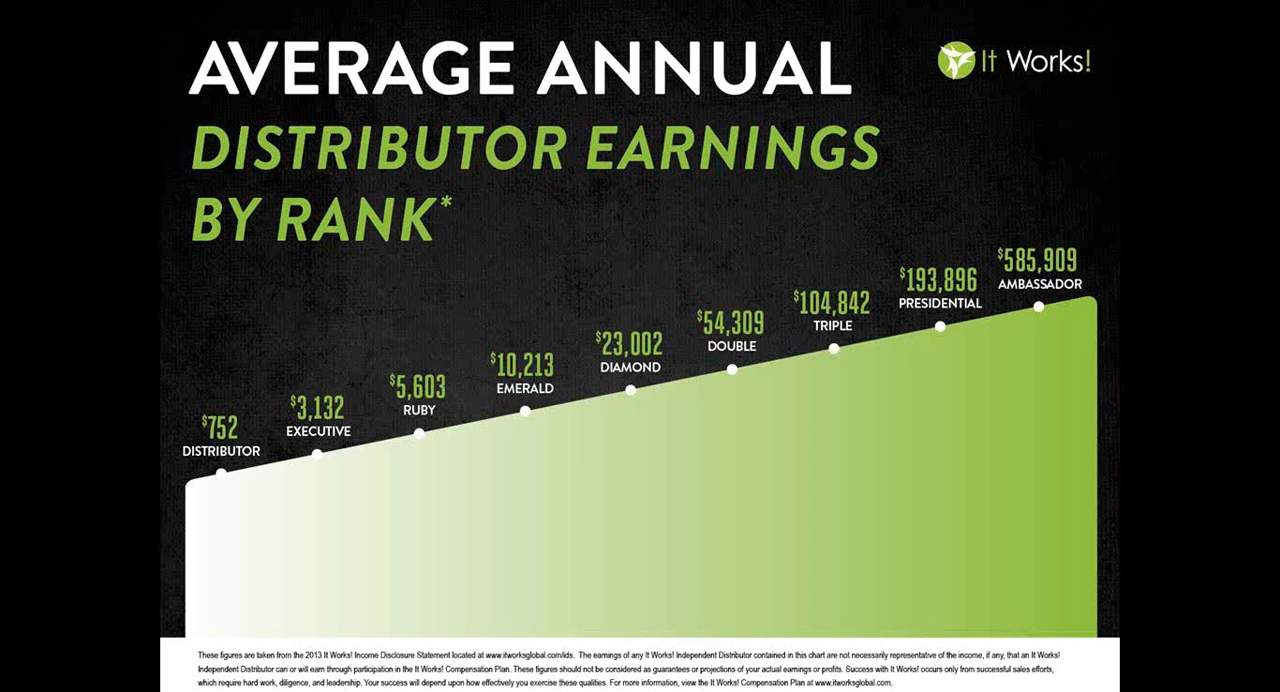 AVERAGE ANNUAL
It Works!
DISTRIBUTOR EARNINGS
BY RANK*
$752
DISTRIBUTOR
$3,132
EXECUTIVE
$5,603
RUBY
$10,213
EMERALD
$23,002
DIAMOND
$54,309
DOUBLE
$104,842
TRIPLE
$193,896
PRESIDENTIAL
$585,909
AMBASSADOR
These figures are taken from the 2013 It Works! Income Disclosure Statement located at www.itworksglobal.com/ids. The earnings of any It Works! Independent Distributor contained in this chart are not necessarily representative of the income, if any, that an It Works!
Independent Distributor can or will earn through participation in the It Works! Compensation Plan. These figures should not be considered as guarantees or projections of your actual earnings or profits. Success with It Works! occurs only from successful sales efforts,
which require hard work, diligence, and leadership. Your success will depend upon how effectively you exercise these qualities. For more information, view the It Works! Compensation Plan at www.itworksglobal.com.